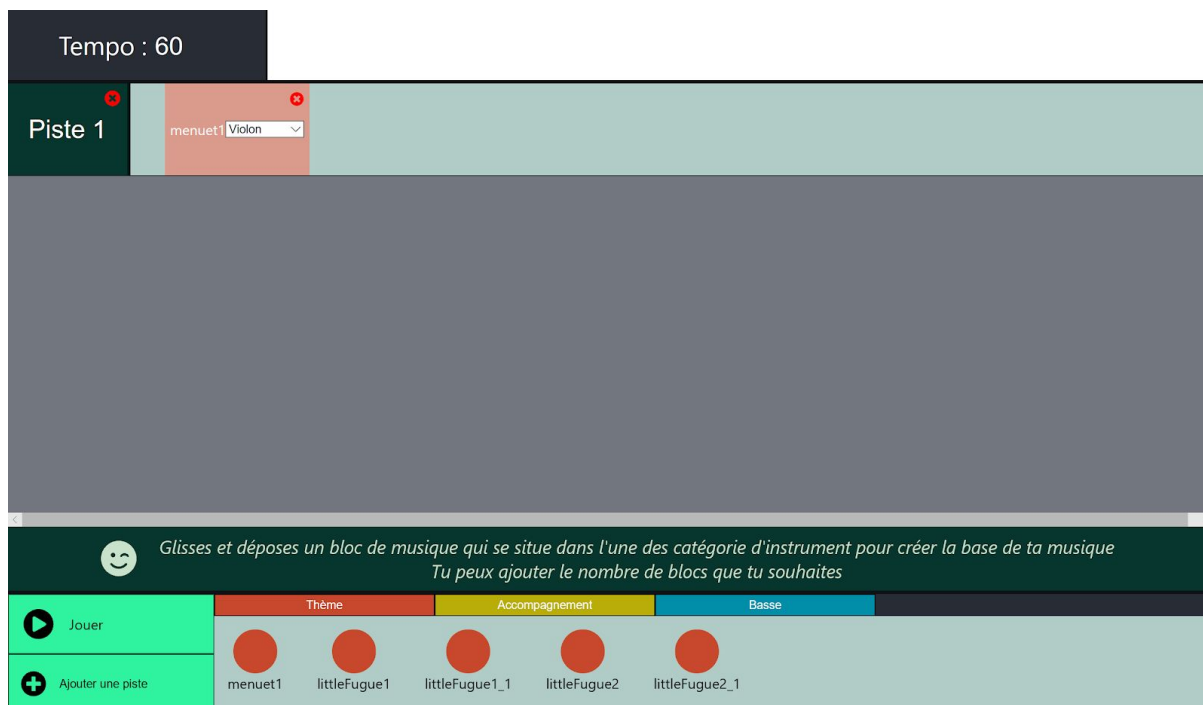 Tempo : 60
Piste 1
menuet1 Violon
Glisses et déposes un bloc de musique qui se situe dans l'une des catégorie d'instrument pour créer la base de ta musique
Tu peux ajouter le nombre de blocs que tu souhaites
Jouer
Ajouter une piste
Thème Accompagnement Basse
menuet1 littleFugue1 littleFugue1_1 littleFugue2 littleFugue2_1